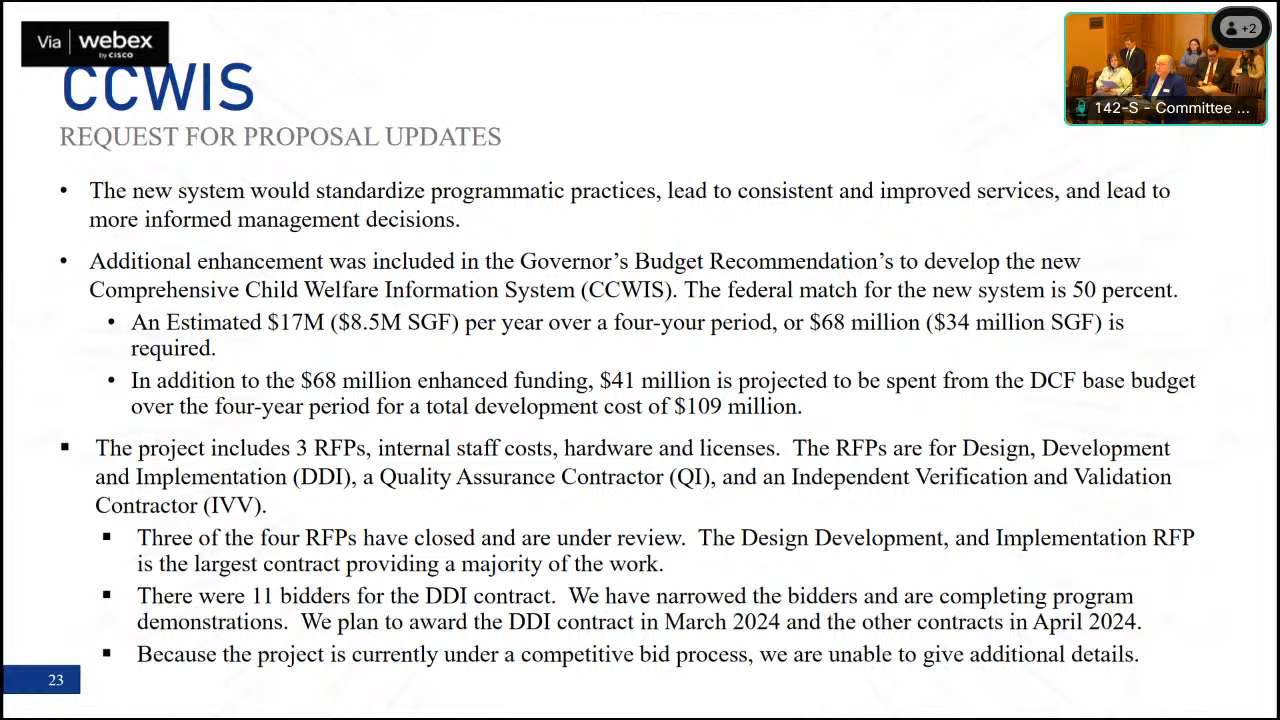 Via webex
by CISCO
+2
142-S - Committee ...
CCWIS
REQUEST FOR PROPOSAL UPDATES
• The new system would standardize programmatic practices, lead to consistent and improved services, and lead to
more informed management decisions.
• Additional enhancement was included in the Governor's Budget Recommendation's to develop the new
Comprehensive Child Welfare Information System (CCWIS). The federal match for the new system is 50 percent.
• An Estimated $17M ($8.5M SGF) per year over a four-your period, or $68 million ($34 million SGF) is
required.
• In addition to the $68 million enhanced funding, $41 million is projected to be spent from the DCF base budget
over the four-year period for a total development cost of $109 million.
▪ The project includes 3 RFPs, internal staff costs, hardware and licenses. The RFPs are for Design, Development
and Implementation (DDI), a Quality Assurance Contractor (QI), and an Independent Verification and Validation
Contractor (IVV).
▪ Three of the four RFPs have closed and are under review. The Design Development, and Implementation RFP
is the largest contract providing a majority of the work.
▪ There were 11 bidders for the DDI contract. We have narrowed the bidders and are completing program
demonstrations. We plan to award the DDI contract in March 2024 and the other contracts in April 2024.
▪ Because the project is currently under a competitive bid process, we are unable to give additional details.
23